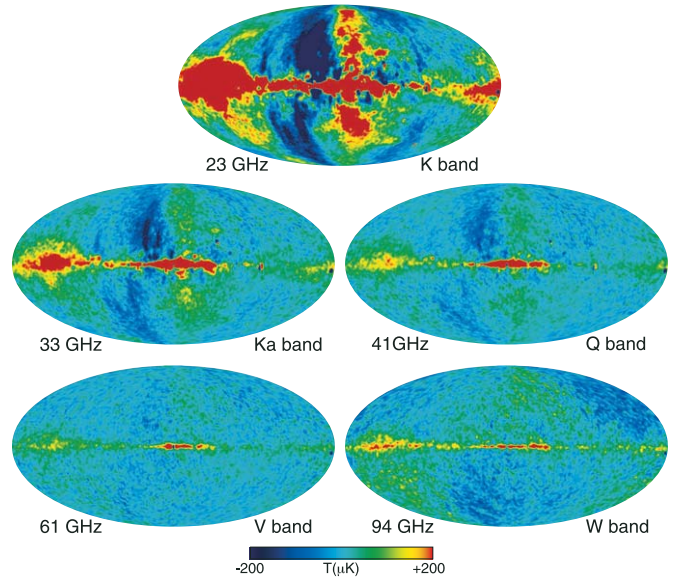 23 GHz K band
33 GHz Ka band
41GHz Q band
61 GHz V band
94 GHz W band
-200 T(μK) +200